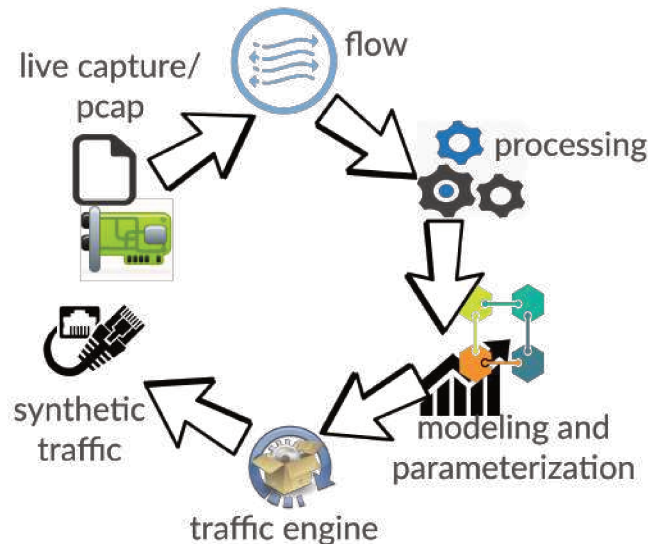 live capture/
pcap
flow
processing
modeling and
parameterization
traffic engine
synthetic
traffic